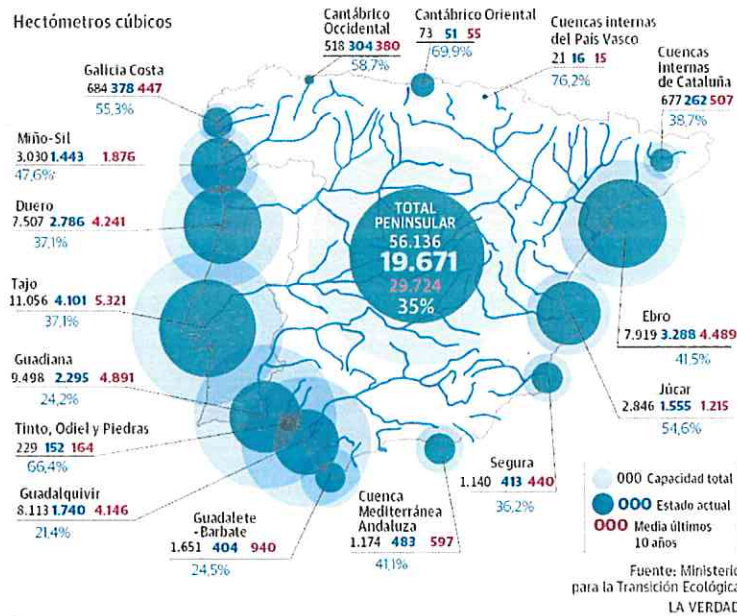 Hectómetros cúbicos
Cantábrico
Occidental
518 304 380
58,7%
Cantábrico Oriental
73 51 55
69,9%
Cuencas internas
del País Vasco
21 16 15
76,2%
Cuencas
internas
de Cataluña
677 262 507
38,7%
Galicia Costa
684 378 447
55,3%
Miño-Sil
3.030 1.443 1.876
47,6%
Duero
7.507 2.786 4.241
37,1%
Tajo
11.056 4.101 5.321
37,1%
Guadiana
9.498 2.295 4.891
24,2%
Tinto, Odiel y Piedras
229 152 164
66,4%
Guadalquivir
8.113 1.740 4.146
21,4%
Guadalete
-Barbate
1.651 404 940
24,5%
Cuenca
Mediterránea
Andaluza
1.174 483 597
41,1%
Segura
1.140 413 440
36,2%
Júcar
2.846 1.555 1.215
54,6%
Ebro
7.919 3.288 4.489
41,5%
TOTAL
PENINSULAR
56.136
19.671
29.724
35%
000 Capacidad total
000 Estado actual
000 Media últimos
10 años
Fuente: Ministerio
para la Transición Ecológica
LA VERDAD